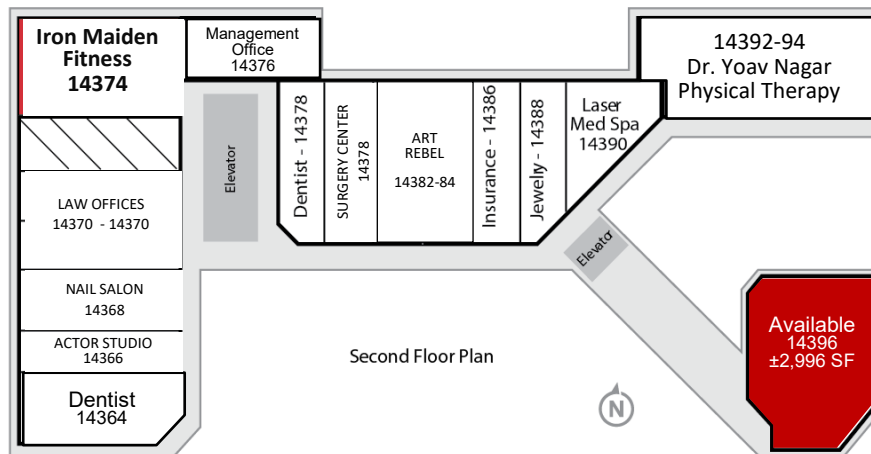 Iron Maiden
Fitness
14374
Management
Office
14376
14392-94
Dr. Yoav Nagar
Physical Therapy
Elevator
Dentist - 14378
SURGERY CENTER
14378
ART
REBEL
14382-84
Insurance - 14386
Jewelry - 14388
Laser
Med Spa
14390
LAW OFFICES
14370 - 14370
Elevator
NAIL SALON
14368
ACTOR STUDIO
14366
Dentist
14364
Second Floor Plan
N
Available
14396
±2,996 SF